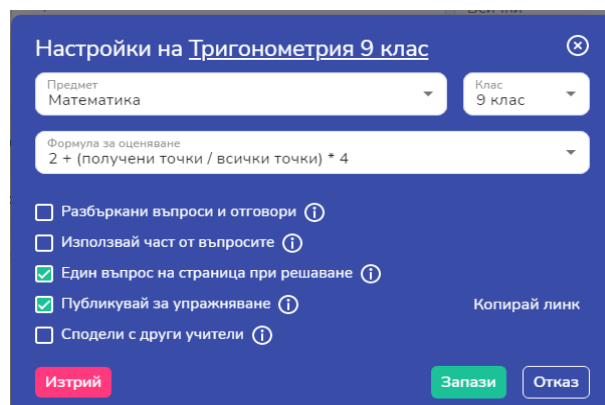 Всички
Настройки на Тригонометрия 9 клас
Предмет
Математика
Клас
9 клас
Формула за оценяване
2 + (получени точки / всички точки) * 4
Разбъркани въпроси и отговори
Използвай част от въпросите
Един въпрос на страница при решаване
Публикувай за упражняване
Копирай линк
Сподели с други учители
Изтрий
Запази
Отказ